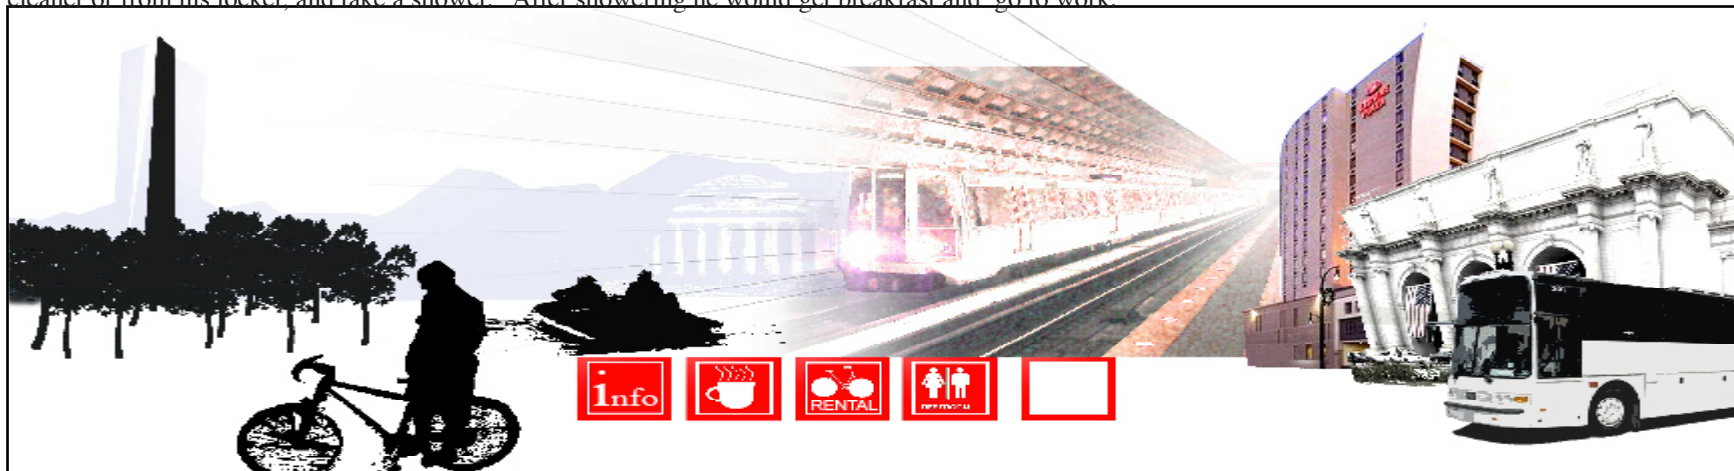 cleaner or from his locker, and take a shower. After showering he would get breakfast and go to work.
info
RENTAL